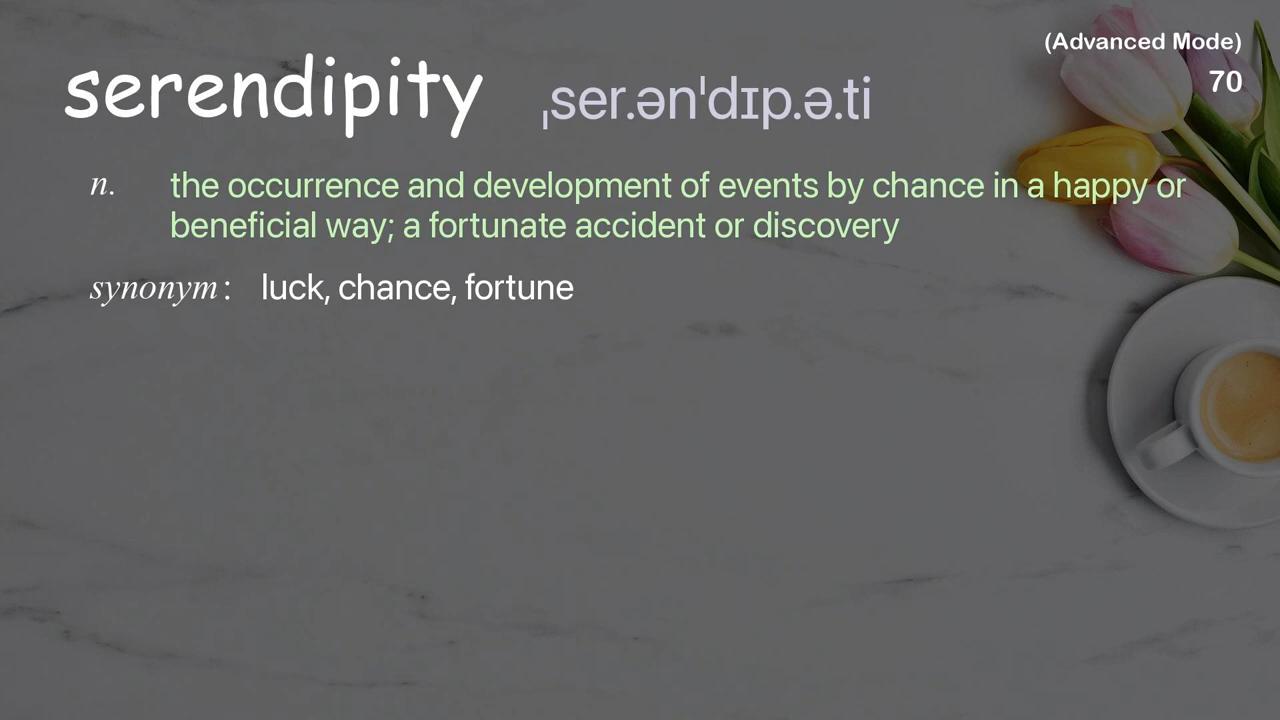 (Advanced Mode)
serendipity ˌser.ənˈdɪp.ə.ti
70
n. the occurrence and development of events by chance in a happy or
beneficial way; a fortunate accident or discovery
synonym: luck, chance, fortune